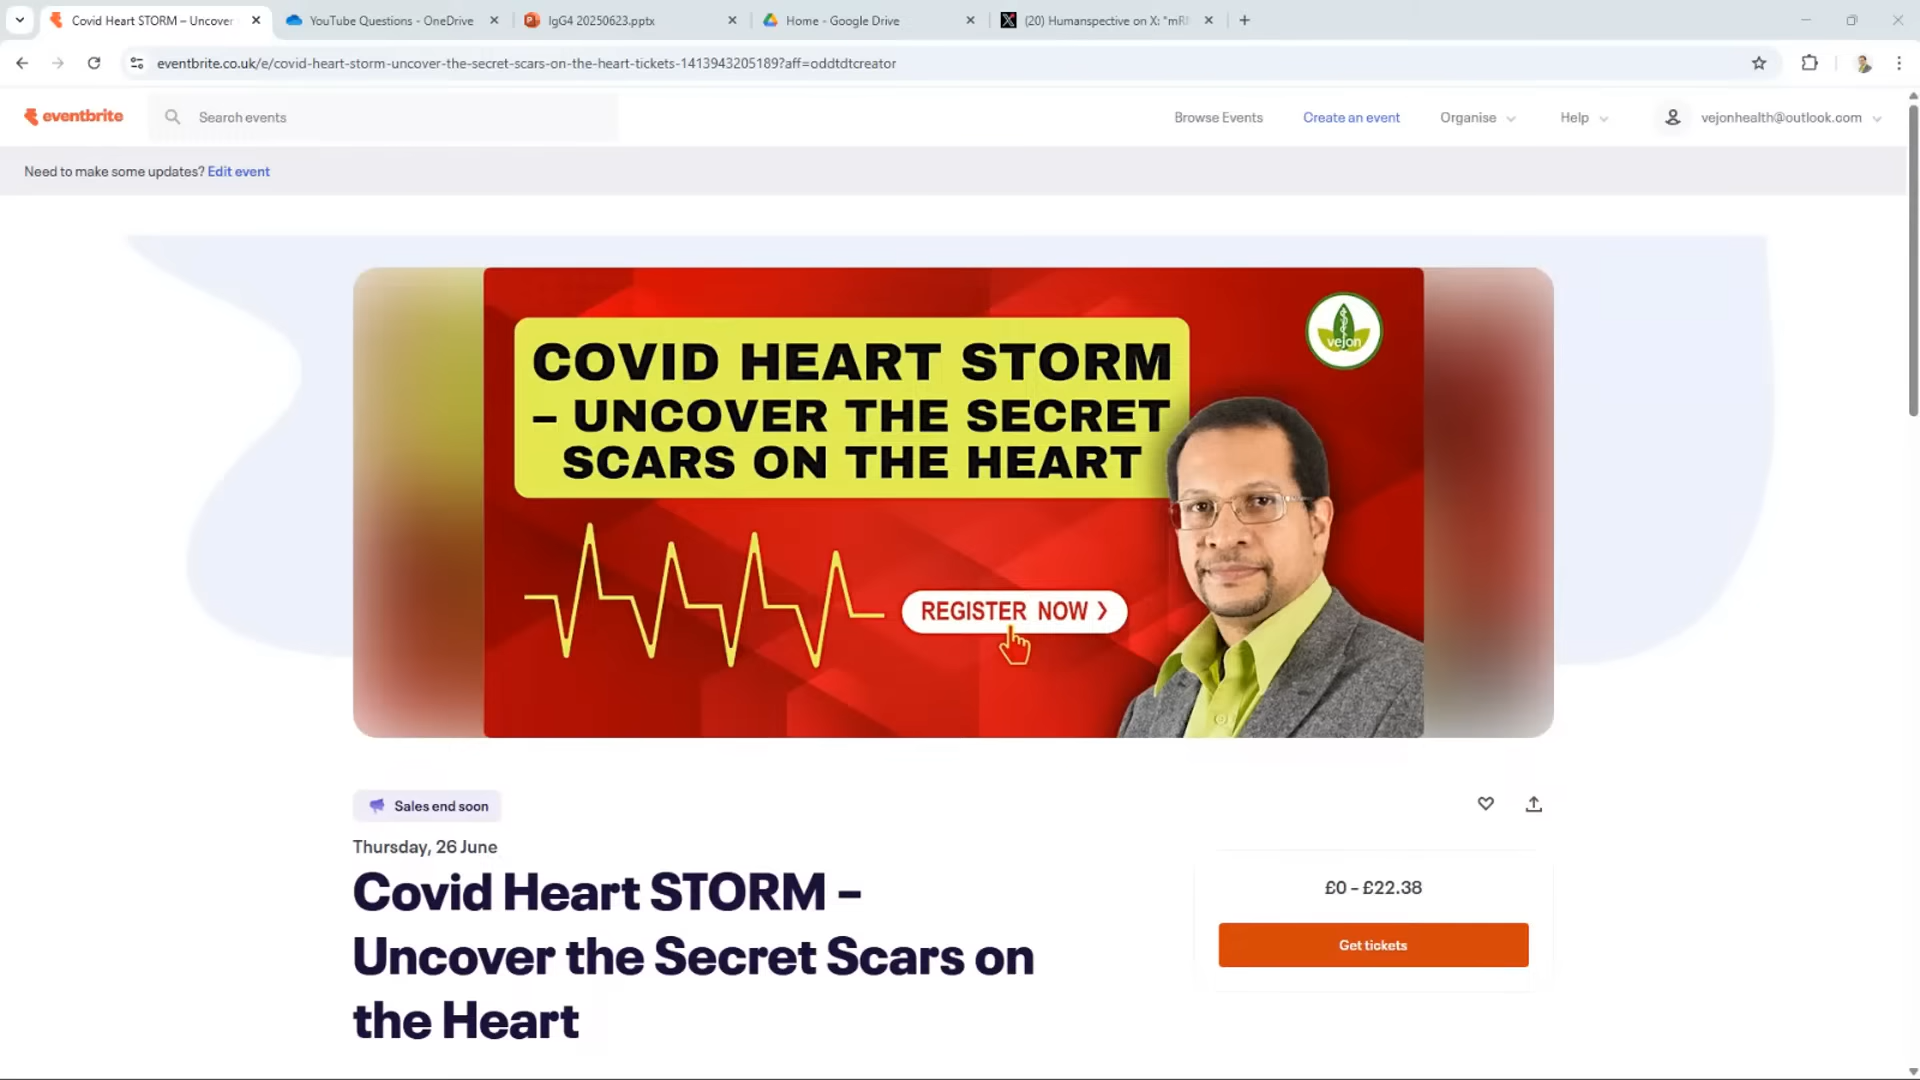 Covid Heart STORM – Uncover
YouTube Questions - OneDrive
IgG4 20250623.pptx
Home - Google Drive
(20) Humanspective on X: "mR
eventbrite.co.uk/e/covid-heart-storm-uncover-the-secret-scars-on-the-heart-tickets-1413943205189?aff=oddtdtcreator
eventbrite
Search events
Browse Events
Create an event
Organise
Help
vejonhealth@outlook.com
Need to make some updates? Edit event
COVID HEART STORM
– UNCOVER THE SECRET
SCARS ON THE HEART
vejon
REGISTER NOW ›
Sales end soon
Thursday, 26 June
Covid Heart STORM –
Uncover the Secret Scars on
the Heart
£0 – £22.38
Get tickets